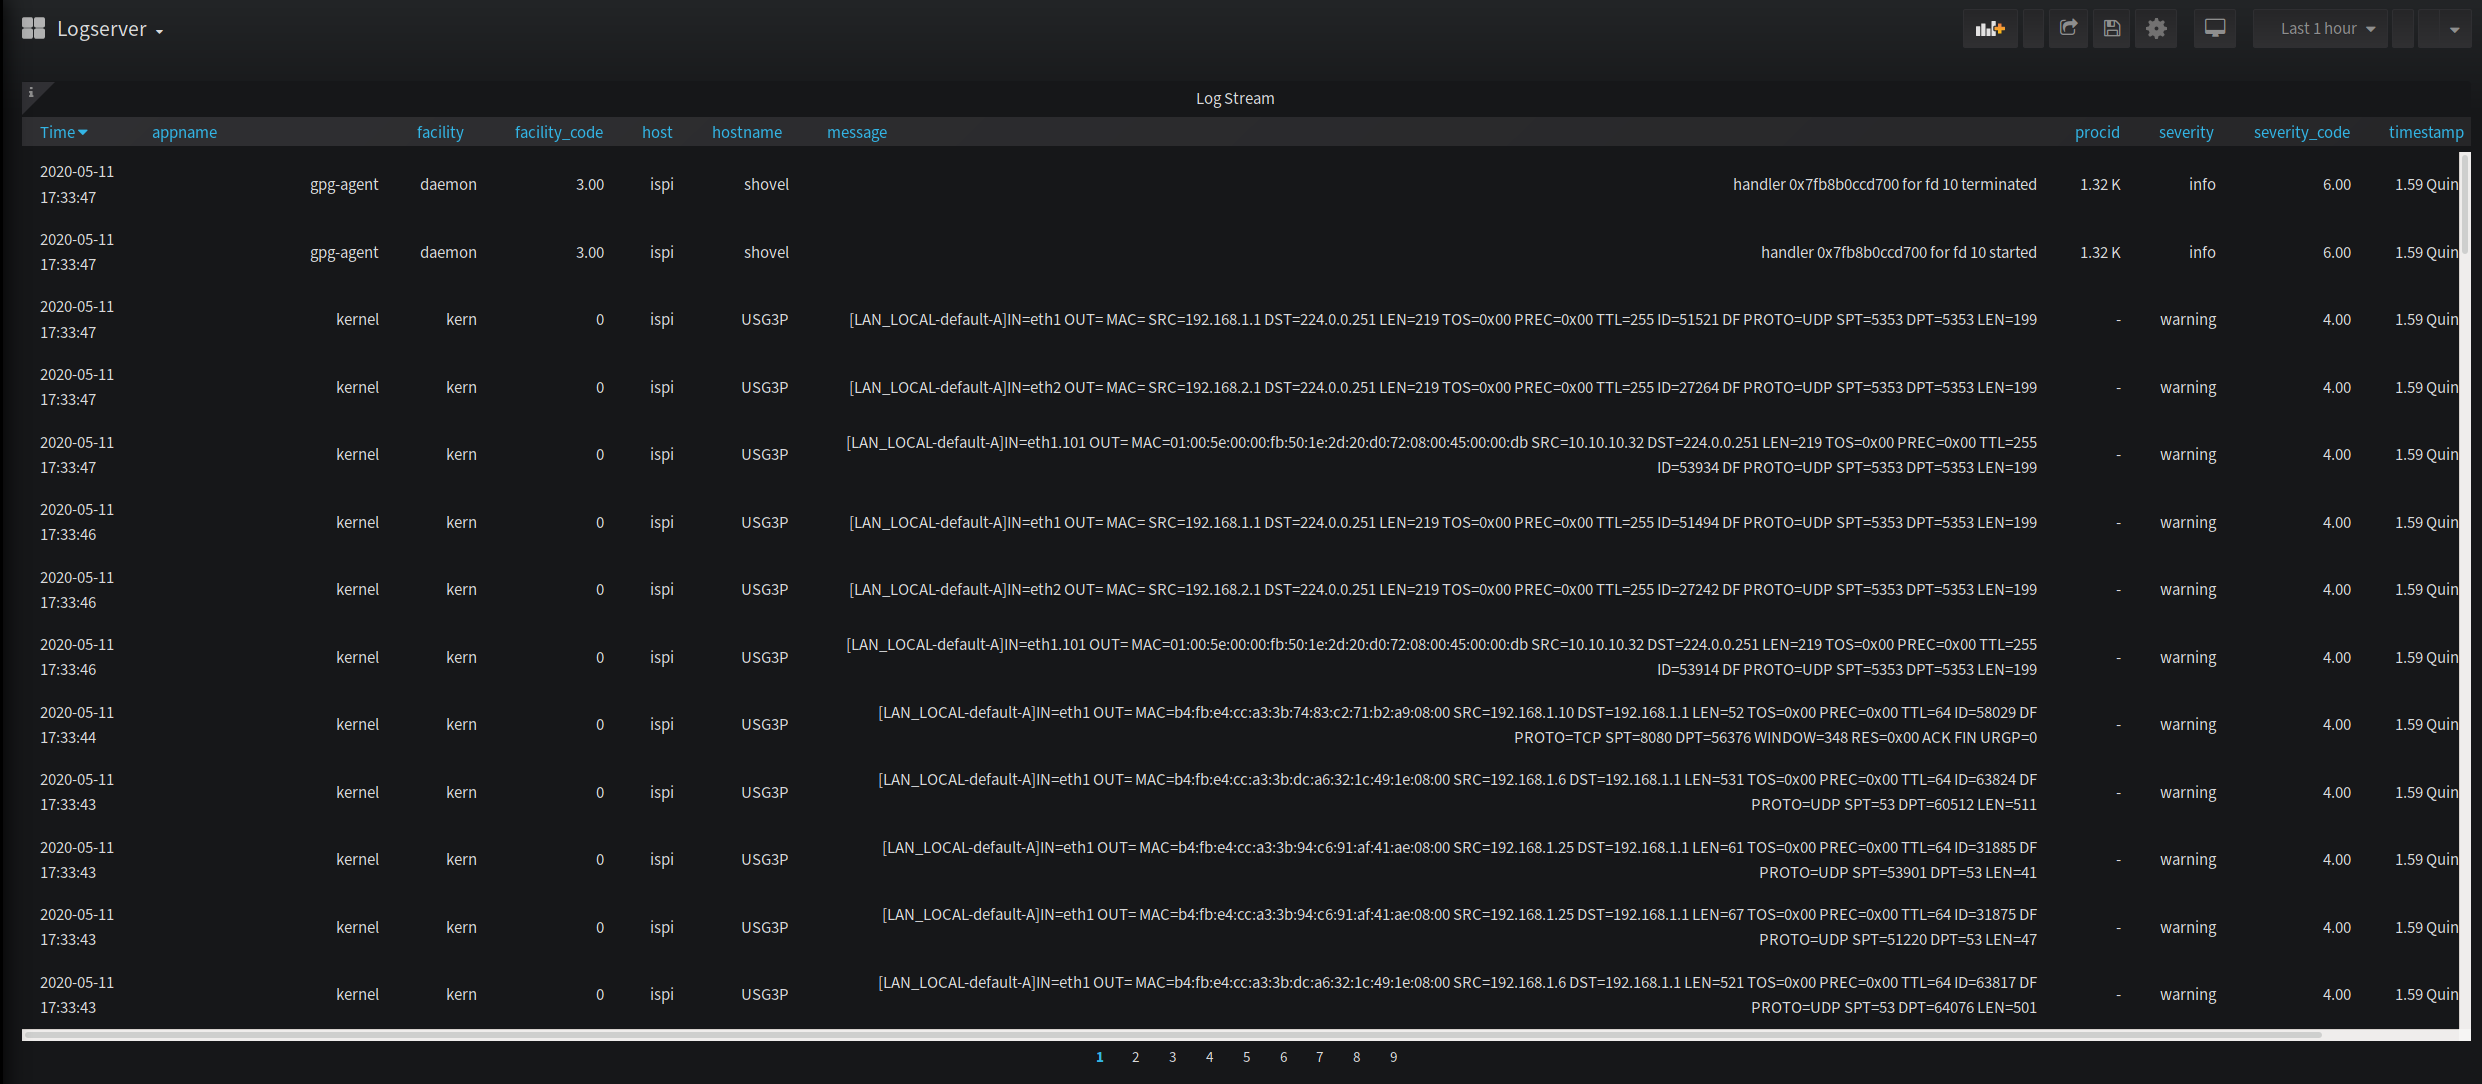 Logserver
Last 1 hour
i
Log Stream
Time appname facility facility_code host hostname message procid severity severity_code timestamp
2020-05-11
17:33:47
gpg-agent daemon 3.00 ispi shovel handler 0x7fb8b0ccd700 for fd 10 terminated 1.32 K info 6.00 1.59 Quin
2020-05-11
17:33:47
gpg-agent daemon 3.00 ispi shovel handler 0x7fb8b0ccd700 for fd 10 started 1.32 K info 6.00 1.59 Quin
2020-05-11
17:33:47
kernel kern 0 ispi USG3P [LAN_LOCAL-default-A]IN=eth1 OUT= MAC= SRC=192.168.1.1 DST=224.0.0.251 LEN=219 TOS=0x00 PREC=0x00 TTL=255 ID=51521 DF PROTO=UDP SPT=5353 DPT=5353 LEN=199 - warning 4.00 1.59 Quin
2020-05-11
17:33:47
kernel kern 0 ispi USG3P [LAN_LOCAL-default-A]IN=eth2 OUT= MAC= SRC=192.168.2.1 DST=224.0.0.251 LEN=219 TOS=0x00 PREC=0x00 TTL=255 ID=27264 DF PROTO=UDP SPT=5353 DPT=5353 LEN=199 - warning 4.00 1.59 Quin
2020-05-11
17:33:47
kernel kern 0 ispi USG3P [LAN_LOCAL-default-A]IN=eth1.101 OUT= MAC=01:00:5e:00:00:fb:50:1e:2d:20:d0:72:08:00:45:00:00:db SRC=10.10.10.32 DST=224.0.0.251 LEN=219 TOS=0x00 PREC=0x00 TTL=255
ID=53934 DF PROTO=UDP SPT=5353 DPT=5353 LEN=199 - warning 4.00 1.59 Quin
2020-05-11
17:33:46
kernel kern 0 ispi USG3P [LAN_LOCAL-default-A]IN=eth1 OUT= MAC= SRC=192.168.1.1 DST=224.0.0.251 LEN=219 TOS=0x00 PREC=0x00 TTL=255 ID=51494 DF PROTO=UDP SPT=5353 DPT=5353 LEN=199 - warning 4.00 1.59 Quin
2020-05-11
17:33:46
kernel kern 0 ispi USG3P [LAN_LOCAL-default-A]IN=eth2 OUT= MAC= SRC=192.168.2.1 DST=224.0.0.251 LEN=219 TOS=0x00 PREC=0x00 TTL=255 ID=27242 DF PROTO=UDP SPT=5353 DPT=5353 LEN=199 - warning 4.00 1.59 Quin
2020-05-11
17:33:46
kernel kern 0 ispi USG3P [LAN_LOCAL-default-A]IN=eth1.101 OUT= MAC=01:00:5e:00:00:fb:50:1e:2d:20:d0:72:08:00:45:00:00:db SRC=10.10.10.32 DST=224.0.0.251 LEN=219 TOS=0x00 PREC=0x00 TTL=255
ID=53914 DF PROTO=UDP SPT=5353 DPT=5353 LEN=199 - warning 4.00 1.59 Quin
2020-05-11
17:33:44
kernel kern 0 ispi USG3P [LAN_LOCAL-default-A]IN=eth1 OUT= MAC=b4:fb:e4:cc:a3:3b:74:83:c2:71:b2:a9:08:00 SRC=192.168.1.10 DST=192.168.1.1 LEN=52 TOS=0x00 PREC=0x00 TTL=64 ID=58029 DF
PROTO=TCP SPT=8080 DPT=56376 WINDOW=348 RES=0x00 ACK FIN URGP=0 - warning 4.00 1.59 Quin
2020-05-11
17:33:43
kernel kern 0 ispi USG3P [LAN_LOCAL-default-A]IN=eth1 OUT= MAC=b4:fb:e4:cc:a3:3b:dc:a6:32:1c:49:1e:08:00 SRC=192.168.1.6 DST=192.168.1.1 LEN=531 TOS=0x00 PREC=0x00 TTL=64 ID=63824 DF
PROTO=UDP SPT=53 DPT=60512 LEN=511 - warning 4.00 1.59 Quin
2020-05-11
17:33:43
kernel kern 0 ispi USG3P [LAN_LOCAL-default-A]IN=eth1 OUT= MAC=b4:fb:e4:cc:a3:3b:94:c6:91:af:41:ae:08:00 SRC=192.168.1.25 DST=192.168.1.1 LEN=61 TOS=0x00 PREC=0x00 TTL=64 ID=31885 DF
PROTO=UDP SPT=53901 DPT=53 LEN=41 - warning 4.00 1.59 Quin
2020-05-11
17:33:43
kernel kern 0 ispi USG3P [LAN_LOCAL-default-A]IN=eth1 OUT= MAC=b4:fb:e4:cc:a3:3b:94:c6:91:af:41:ae:08:00 SRC=192.168.1.25 DST=192.168.1.1 LEN=67 TOS=0x00 PREC=0x00 TTL=64 ID=31875 DF
PROTO=UDP SPT=51220 DPT=53 LEN=47 - warning 4.00 1.59 Quin
2020-05-11
17:33:43
kernel kern 0 ispi USG3P [LAN_LOCAL-default-A]IN=eth1 OUT= MAC=b4:fb:e4:cc:a3:3b:dc:a6:32:1c:49:1e:08:00 SRC=192.168.1.6 DST=192.168.1.1 LEN=521 TOS=0x00 PREC=0x00 TTL=64 ID=63817 DF
PROTO=UDP SPT=53 DPT=64076 LEN=501 - warning 4.00 1.59 Quin
1 2 3 4 5 6 7 8 9